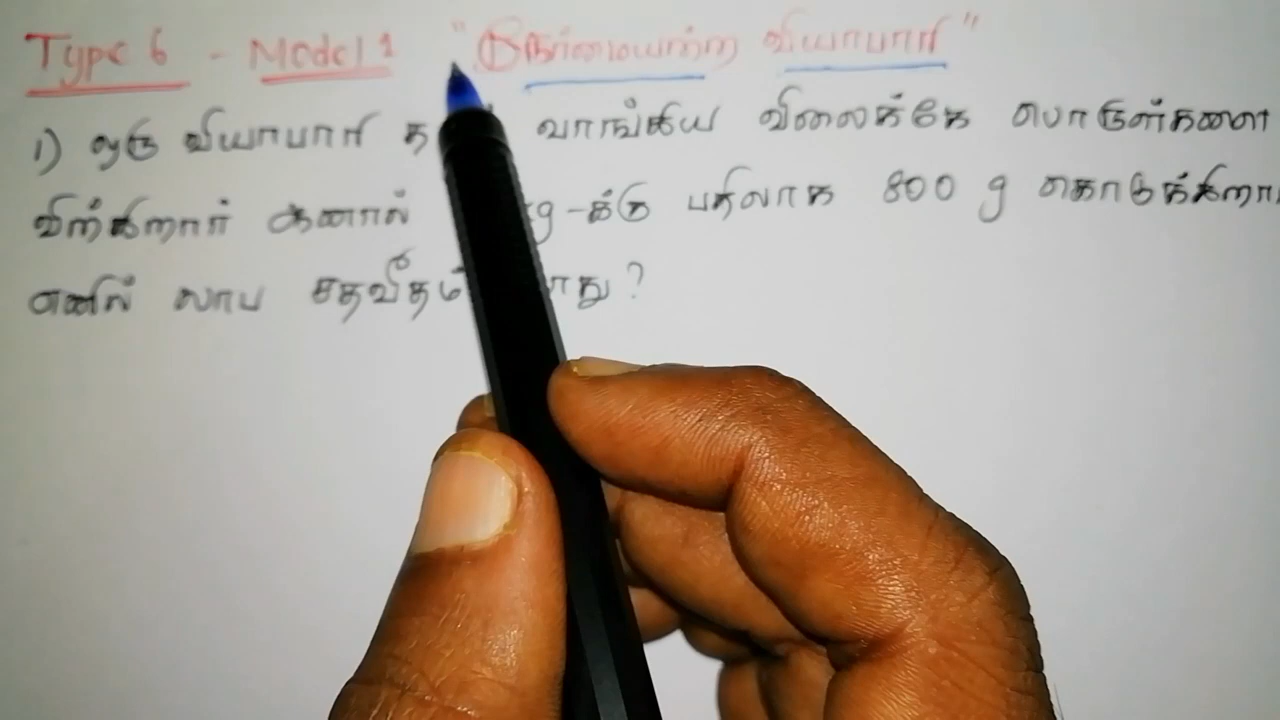 Type 6 - Model 1 "நேர்மையற்ற வியாபாரி"
1) ஒரு வியாபாரி வாங்கிய விலைக்கே பொருள்களை
விற்கிறார் ஆனால் g-க்கு பதிலாக 800 g கொடுக்கிறா
எனில் லாப சதவீதம் ?